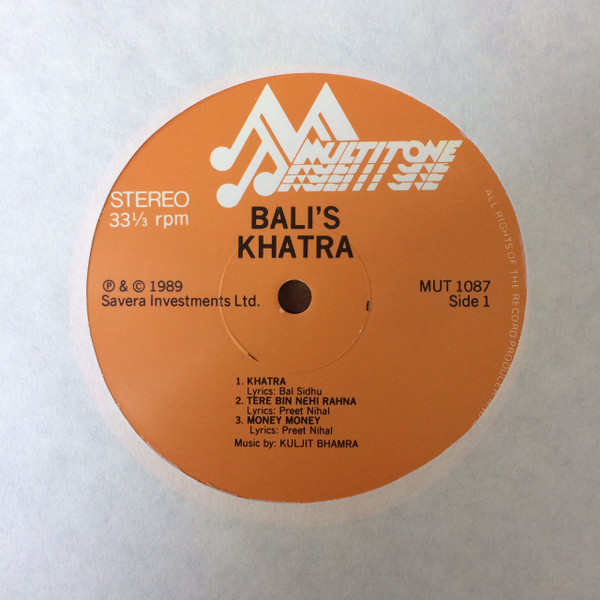 MULTITONE
STEREO
33⅓ rpm
BALI'S
KHATRA
℗ & © 1989
Savera Investments Ltd.
MUT 1087
Side 1
1. KHATRA
Lyrics: Bal Sidhu
2. TERE BIN NEHI RAHNA
Lyrics: Preet Nihal
3. MONEY MONEY
Lyrics: Preet Nihal
Music by: KULJIT BHAMRA
ALL RIGHTS OF THE RECORD PRODUCER